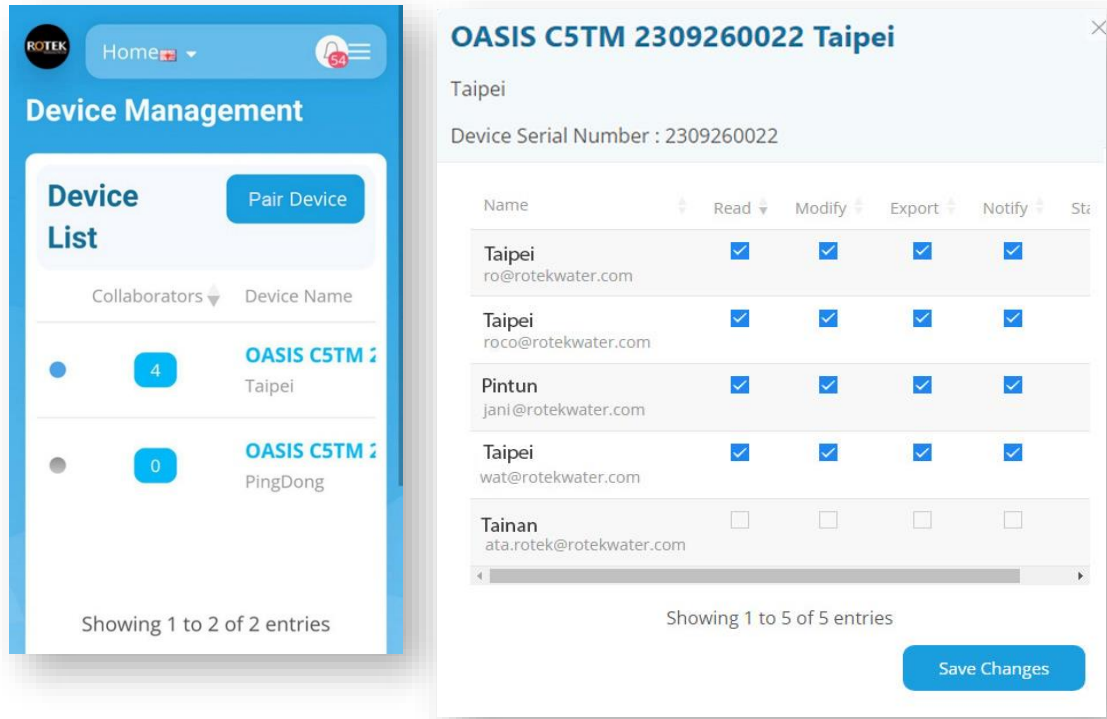 ROTEK
Home
54
Device Management
Device
List
Pair Device
Collaborators Device Name
4
OASIS C5TM 2
Taipei
0
OASIS C5TM 2
PingDong
Showing 1 to 2 of 2 entries
OASIS C5TM 2309260022 Taipei
Taipei
Device Serial Number : 2309260022
Name Read Modify Export Notify Sta
Taipei
ro@rotekwater.com
Taipei
roco@rotekwater.com
Pintun
jani@rotekwater.com
Taipei
wat@rotekwater.com
Tainan
ata.rotek@rotekwater.com
Showing 1 to 5 of 5 entries
Save Changes